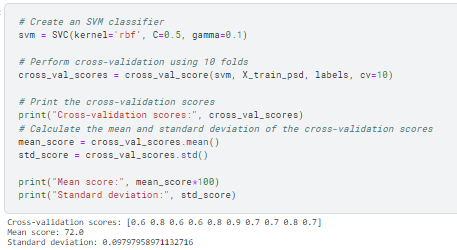 # Create an SVM classifier
svm = SVC(kernel='rbf', C=0.5, gamma=0.1)
# Perform cross-validation using 10 folds
cross_val_scores = cross_val_score(svm, X_train_psd, labels, cv=10)
# Print the cross-validation scores
print("Cross-validation scores:", cross_val_scores)
# Calculate the mean and standard deviation of the cross-validation scores
mean_score = cross_val_scores.mean()
std_score = cross_val_scores.std()
print("Mean score:", mean_score*100)
print("Standard deviation:", std_score)
Cross-validation scores: [0.6 0.8 0.6 0.6 0.8 0.9 0.7 0.7 0.8 0.7]
Mean score: 72.0
Standard deviation: 0.09797958971132716